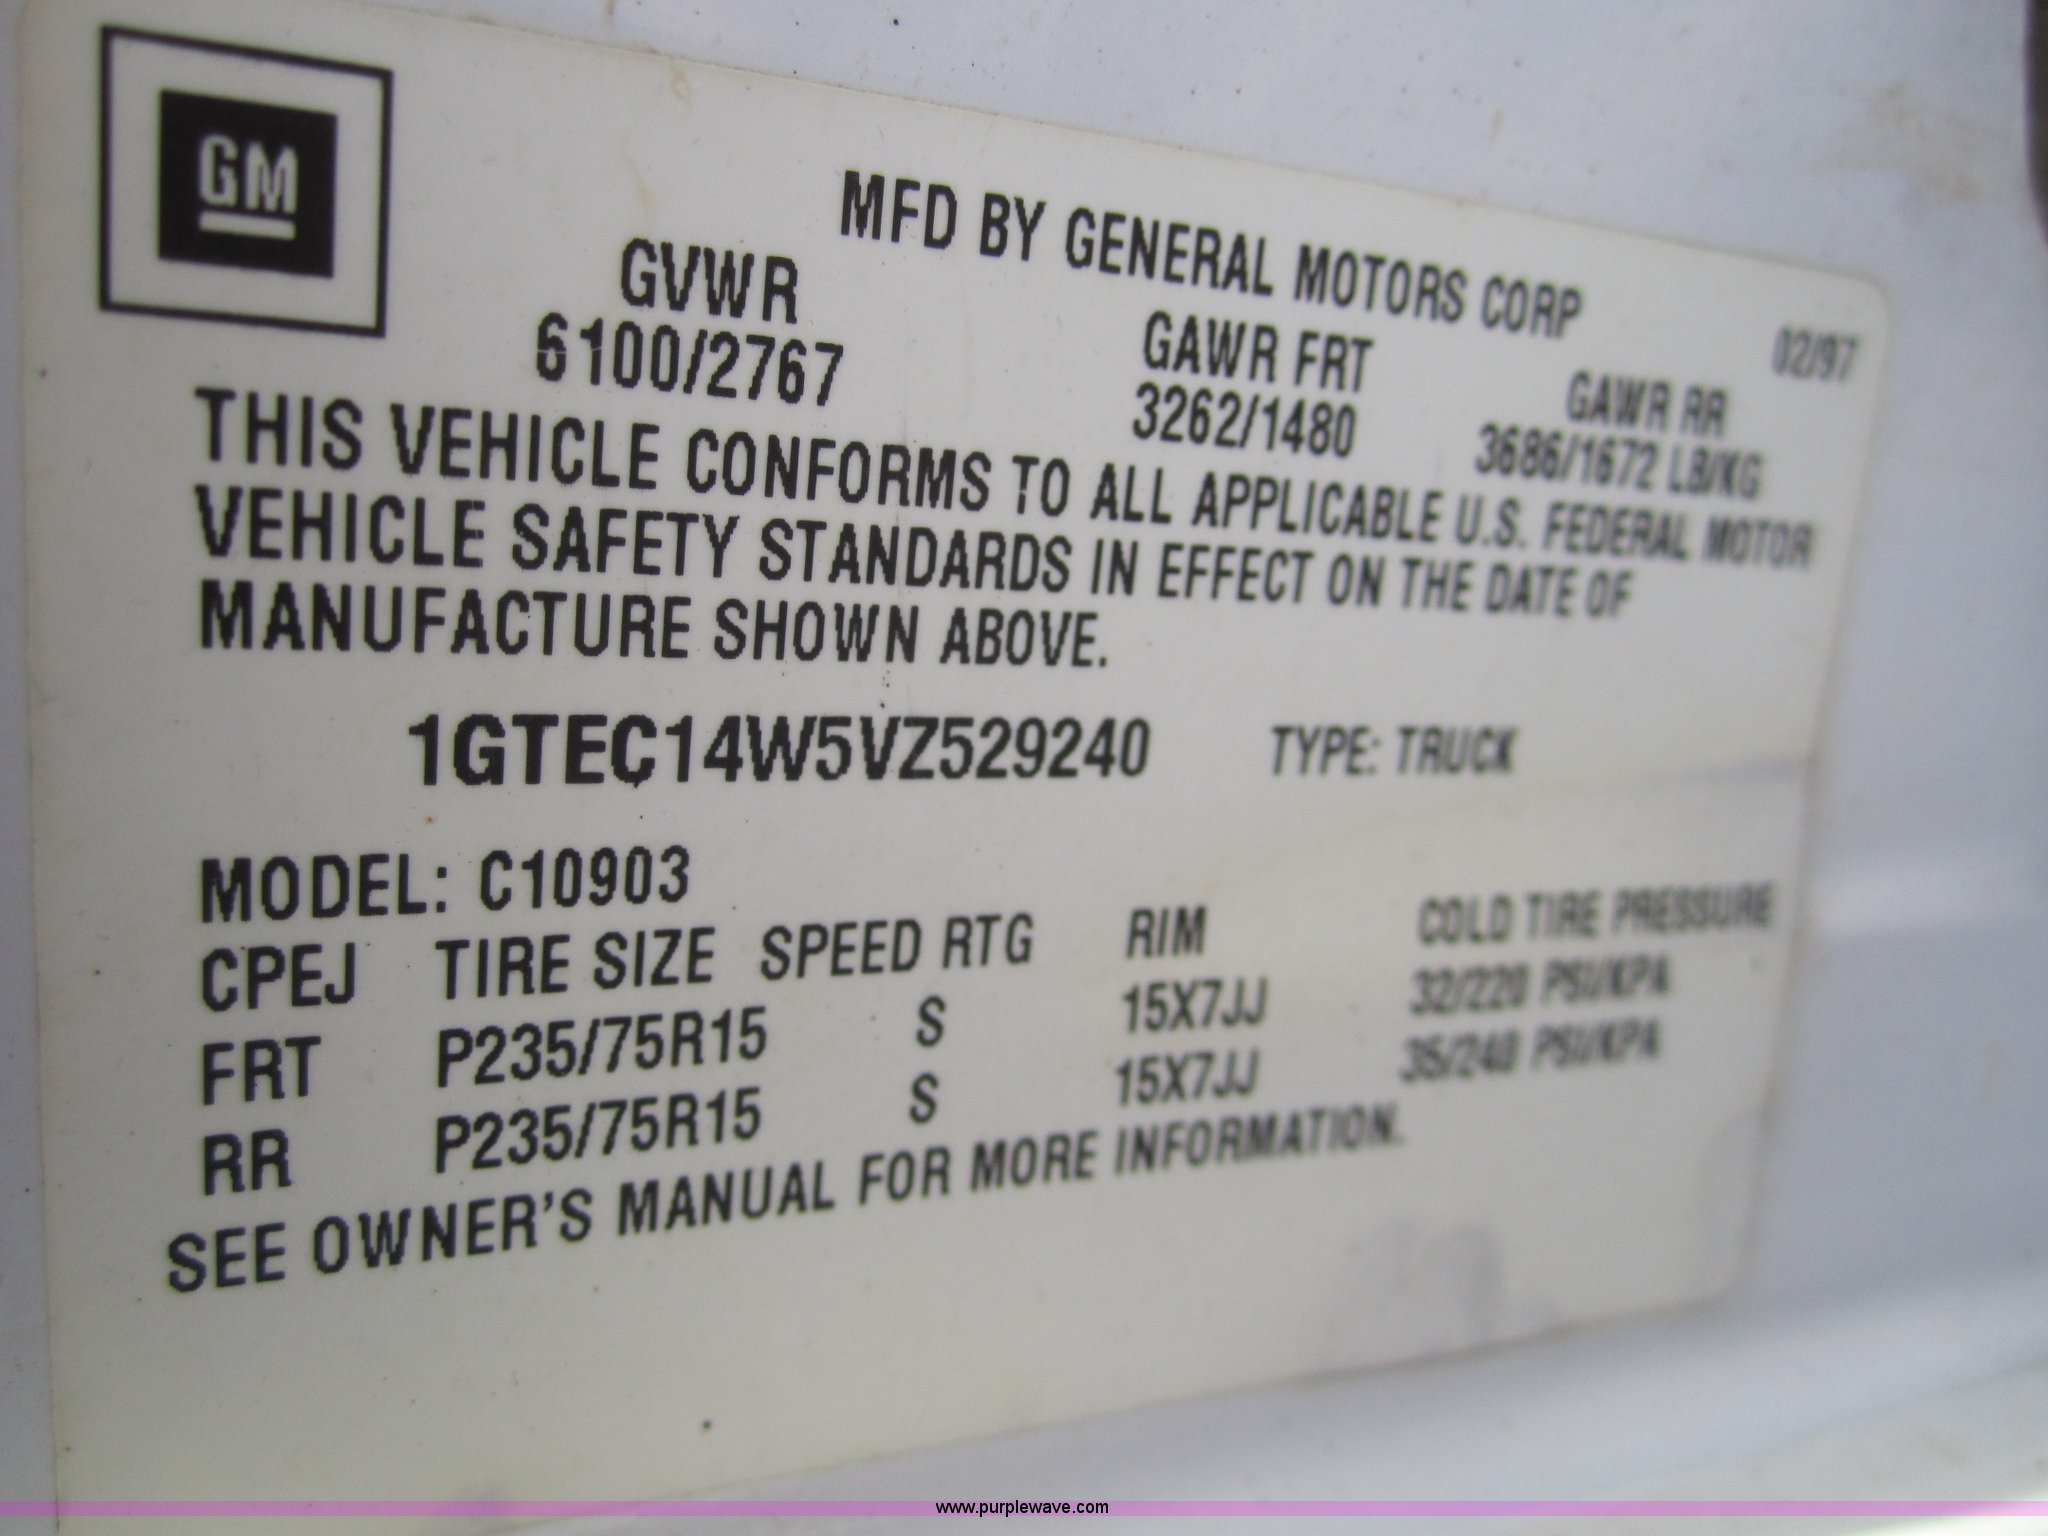 GM
MFD BY GENERAL MOTORS CORP 02/97
GVWR GAWR FRT GAWR RR
6100/2767 3262/1480 3686/1672 LB/KG
THIS VEHICLE CONFORMS TO ALL APPLICABLE U.S. FEDERAL MOTOR
VEHICLE SAFETY STANDARDS IN EFFECT ON THE DATE OF
MANUFACTURE SHOWN ABOVE.
1GTEC14W5VZ529240 TYPE: TRUCK
MODEL: C10903
CPEJ TIRE SIZE SPEED RTG RIM COLD TIRE PRESSURE
FRT P235/75R15 S 15X7JJ 32/220 PSI/KPA
RR P235/75R15 S 15X7JJ 35/240 PSI/KPA
SEE OWNER'S MANUAL FOR MORE INFORMATION.
www.purplewave.com